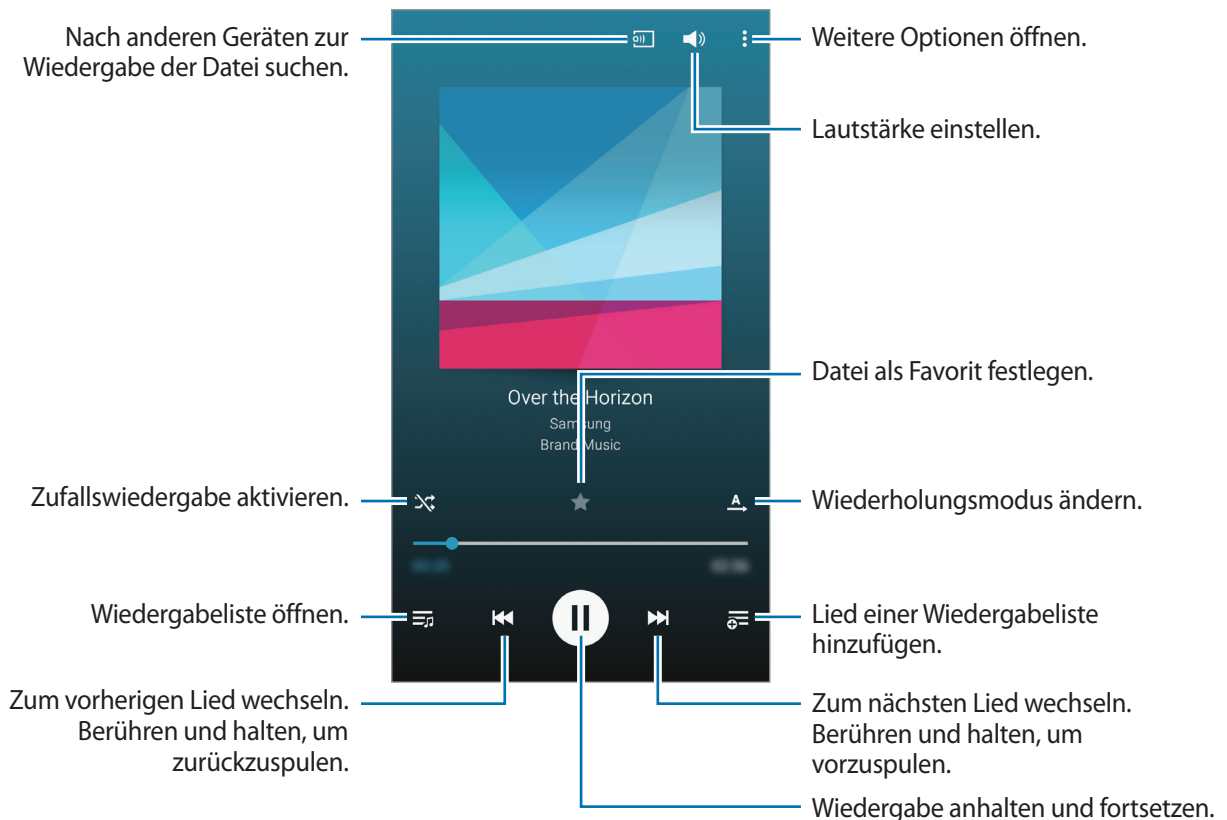 Nach anderen Geräten zur
Wiedergabe der Datei suchen.
Weitere Optionen öffnen.
Lautstärke einstellen.
Datei als Favorit festlegen.
Over the Horizon
Samsung
Brand Music
Zufallswiedergabe aktivieren.
A
Wiederholungsmodus ändern.
Wiedergabeliste öffnen.
Lied einer Wiedergabeliste
hinzufügen.
Zum vorherigen Lied wechseln.
Berühren und halten, um
zurückzuspulen.
Zum nächsten Lied wechseln.
Berühren und halten, um
vorzuspulen.
Wiedergabe anhalten und fortsetzen.